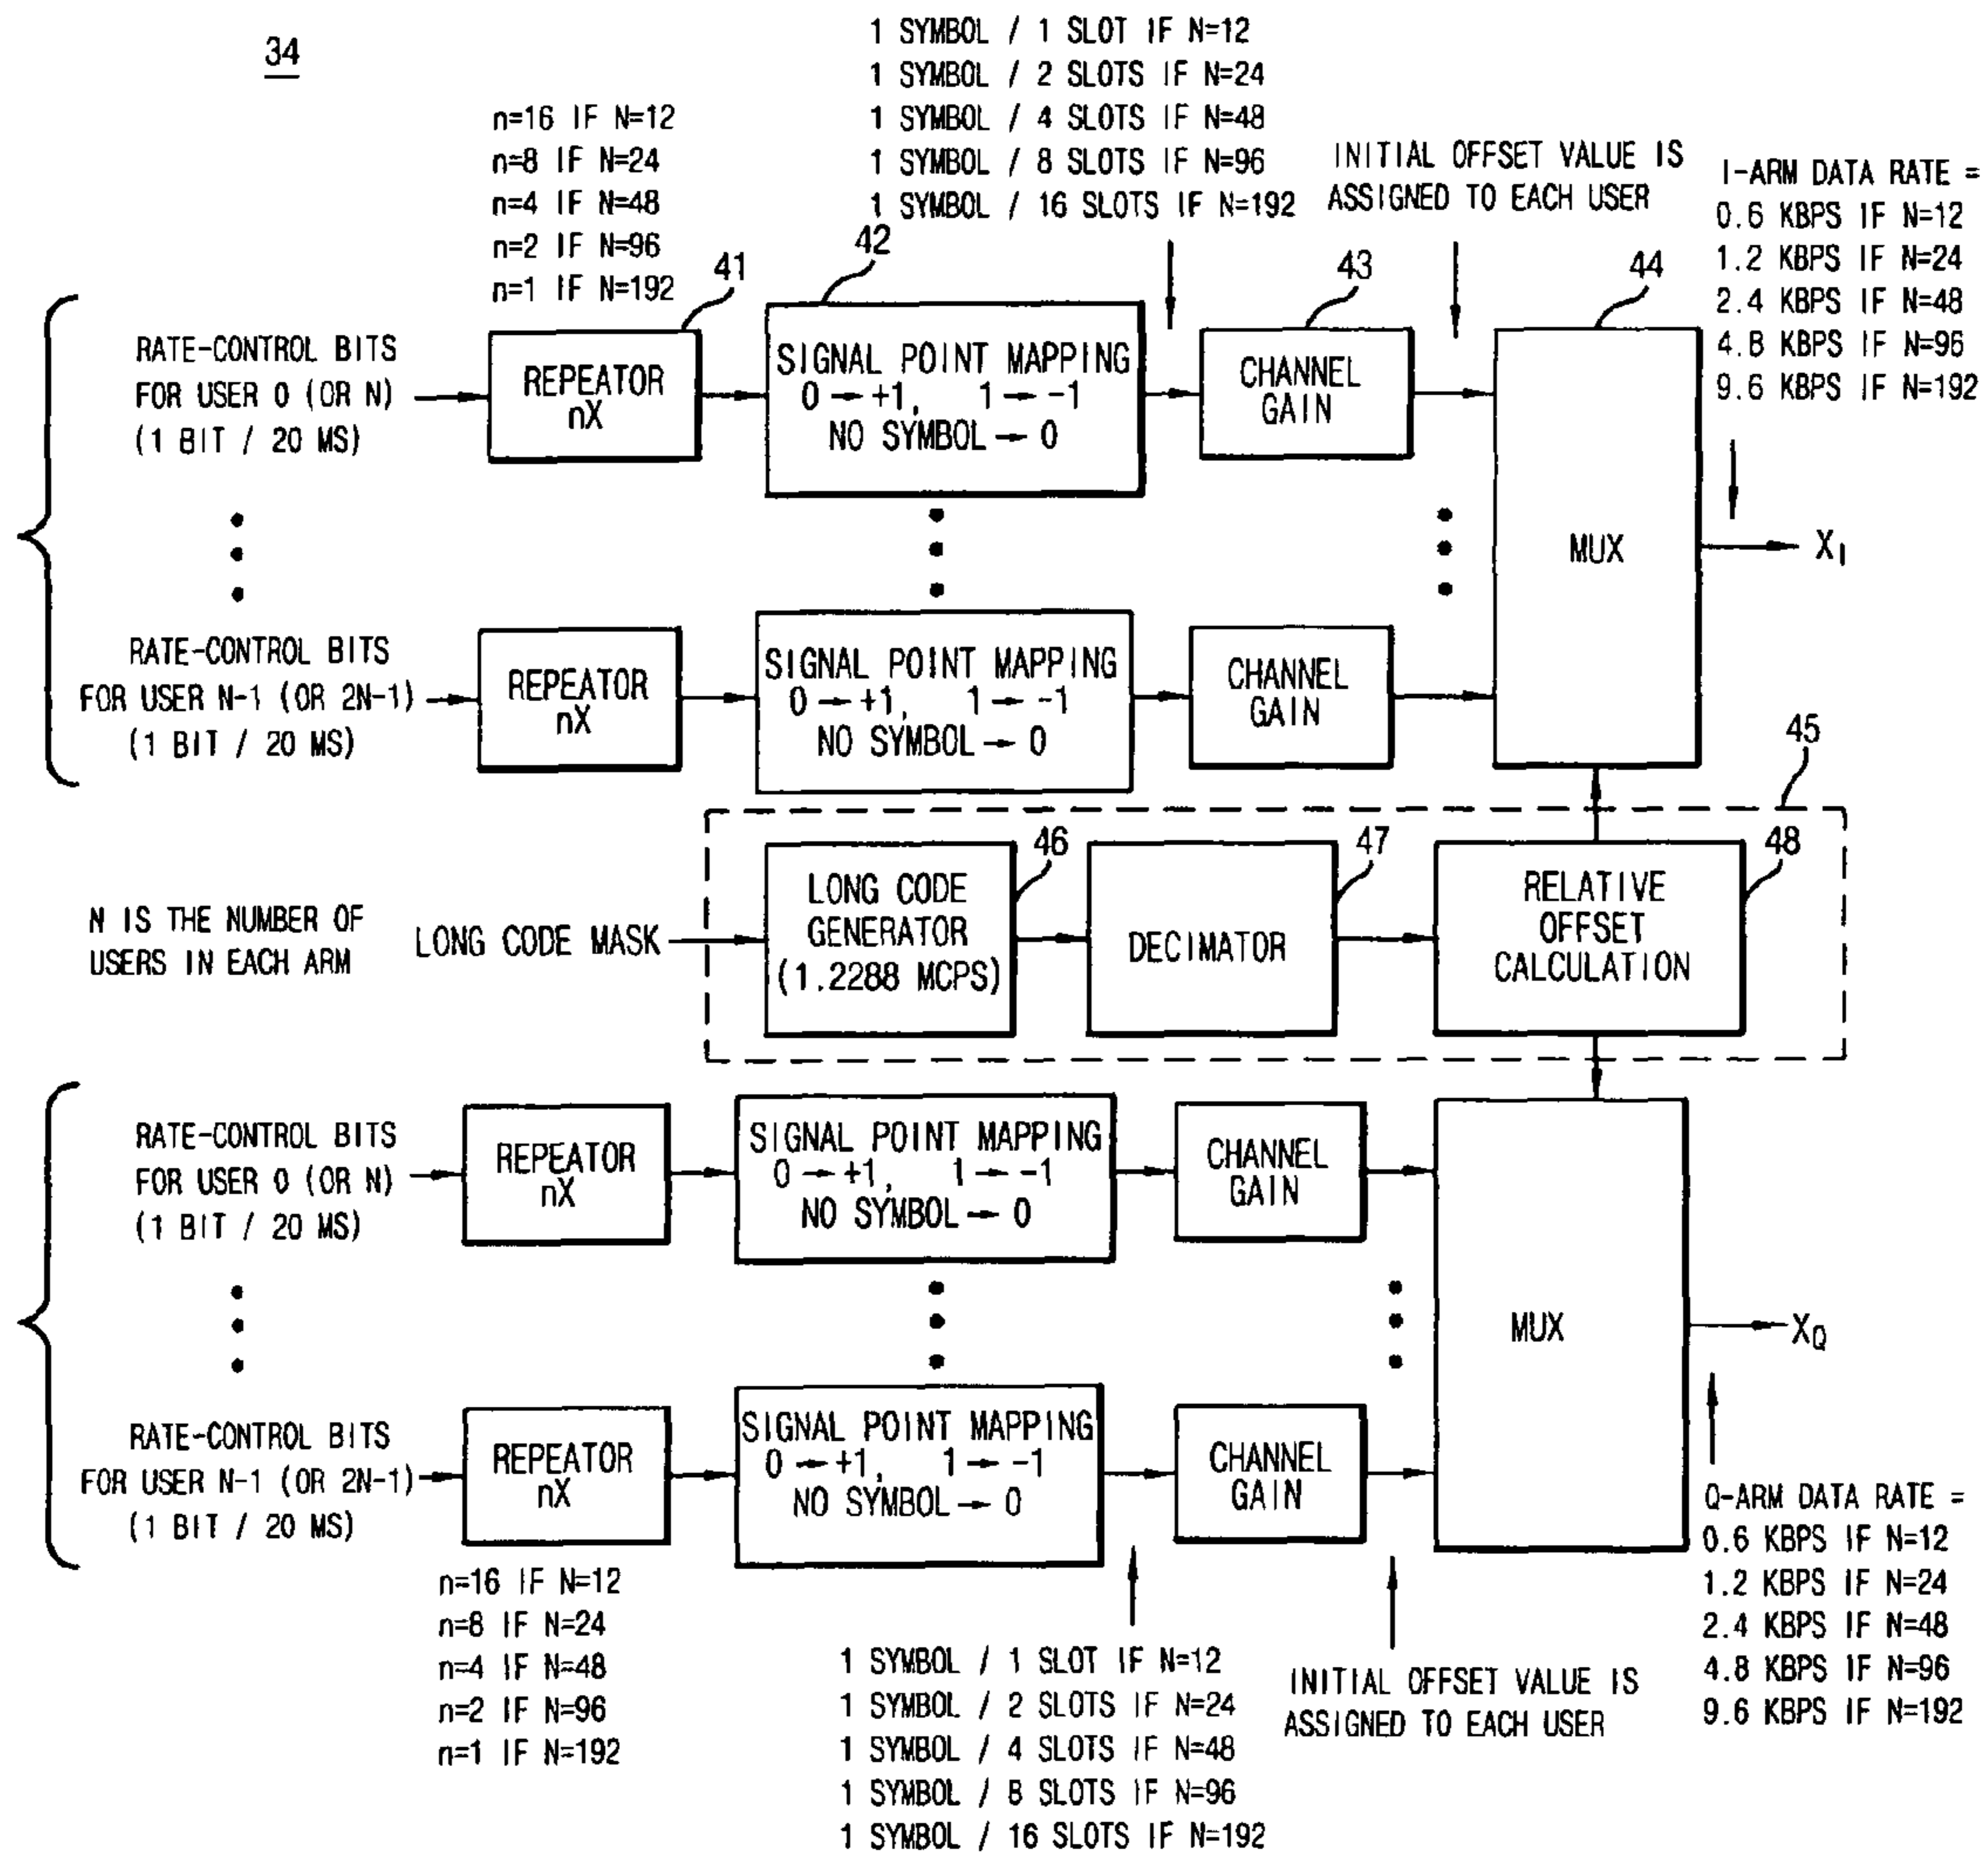 34
1 SYMBOL / 1 SLOT IF N=12
1 SYMBOL / 2 SLOTS IF N=24
1 SYMBOL / 4 SLOTS IF N=48
1 SYMBOL / 8 SLOTS IF N=96
1 SYMBOL / 16 SLOTS IF N=192
n=16 IF N=12
n=8 IF N=24
n=4 IF N=48
n=2 IF N=96
n=1 IF N=192
INITIAL OFFSET VALUE IS
ASSIGNED TO EACH USER
I-ARM DATA RATE =
0.6 KBPS IF N=12
1.2 KBPS IF N=24
2.4 KBPS IF N=48
4.8 KBPS IF N=96
9.6 KBPS IF N=192
41
42
43
44
RATE-CONTROL BITS
FOR USER 0 (OR N)
(1 BIT / 20 MS)
REPEATOR
nX
SIGNAL POINT MAPPING
0→+1, 1→-1
NO SYMBOL→0
CHANNEL
GAIN
MUX
X_I
RATE-CONTROL BITS
FOR USER N-1 (OR 2N-1)
(1 BIT / 20 MS)
REPEATOR
nX
SIGNAL POINT MAPPING
0→+1, 1→-1
NO SYMBOL→0
CHANNEL
GAIN
45
46
47
48
N IS THE NUMBER OF
USERS IN EACH ARM
LONG CODE MASK
LONG CODE
GENERATOR
(1.2288 MCPS)
DECIMATOR
RELATIVE
OFFSET
CALCULATION
RATE-CONTROL BITS
FOR USER 0 (OR N)
(1 BIT / 20 MS)
REPEATOR
nX
SIGNAL POINT MAPPING
0→+1, 1→-1
NO SYMBOL→0
CHANNEL
GAIN
MUX
X_Q
RATE-CONTROL BITS
FOR USER N-1 (OR 2N-1)
(1 BIT / 20 MS)
REPEATOR
nX
SIGNAL POINT MAPPING
0→+1, 1→-1
NO SYMBOL→0
CHANNEL
GAIN
n=16 IF N=12
n=8 IF N=24
n=4 IF N=48
n=2 IF N=96
n=1 IF N=192
1 SYMBOL / 1 SLOT IF N=12
1 SYMBOL / 2 SLOTS IF N=24
1 SYMBOL / 4 SLOTS IF N=48
1 SYMBOL / 8 SLOTS IF N=96
1 SYMBOL / 16 SLOTS IF N=192
INITIAL OFFSET VALUE IS
ASSIGNED TO EACH USER
Q-ARM DATA RATE =
0.6 KBPS IF N=12
1.2 KBPS IF N=24
2.4 KBPS IF N=48
4.8 KBPS IF N=96
9.6 KBPS IF N=192